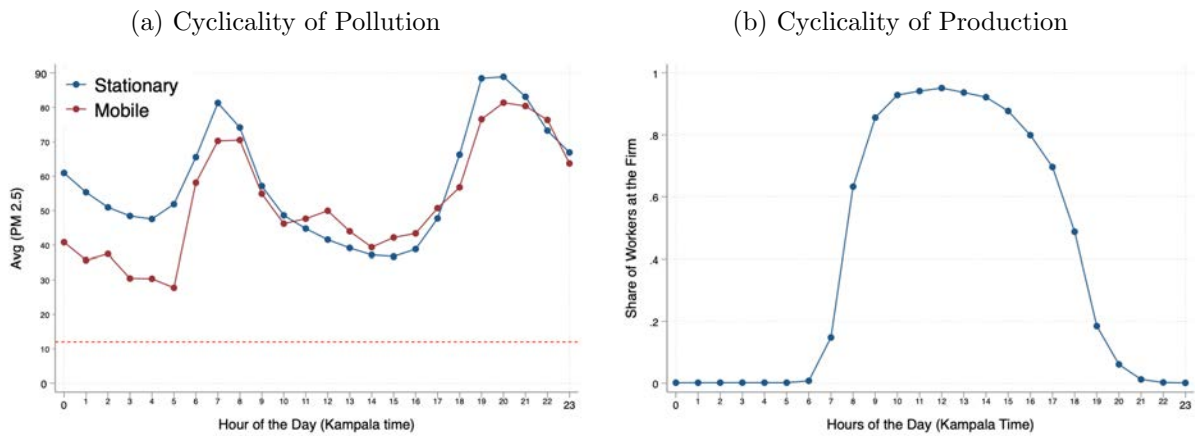 (a) Cyclicality of Pollution
90
80
70
60
50
40
30
20
10
0
Avg (PM 2.5)
Stationary
Mobile
0 1 2 3 4 5 6 7 8 9 10 11 12 13 14 15 16 17 18 19 20 21 22 23
Hour of the Day (Kampala time)
(b) Cyclicality of Production
1
.8
.6
.4
.2
0
Share of Workers at the Firm
0 1 2 3 4 5 6 7 8 9 10 11 12 13 14 15 16 17 18 19 20 21 22 23
Hours of the Day (Kampala Time)